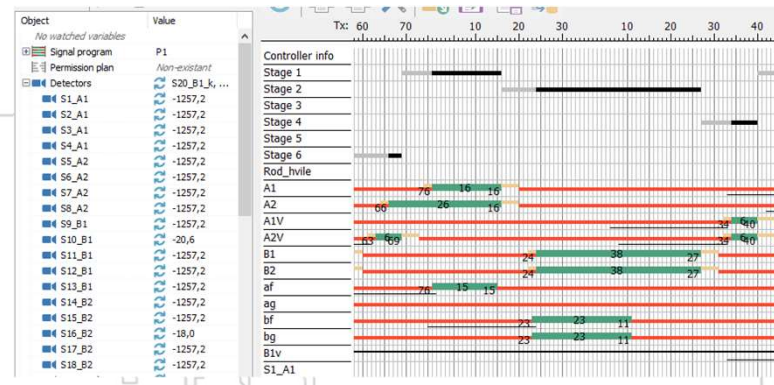 Object Value
No watched variables
Signal program P1
Permission plan Non-existant
Detectors S20_B1_k, ...
S1_A1 -1257,2
S2_A1 -1257,2
S3_A1 -1257,2
S4_A1 -1257,2
S5_A2 -1257,2
S6_A2 -1257,2
S7_A2 -1257,2
S8_A2 -1257,2
S9_B1 -1257,2
S10_B1 -20,6
S11_B1 -1257,2
S12_B1 -1257,2
S13_B1 -1257,2
S14_B2 -1257,2
S15_B2 -1257,2
S16_B2 -18,0
S17_B2 -1257,2
S18_B2 -1257,2
Tx: 60 70 10 20 30 10 20 30 40
Controller info
Stage 1
Stage 2
Stage 3
Stage 4
Stage 5
Stage 6
Rod_hvile
A1 76 16 16
A2 66 26 16
A1V 34 6 40
A2V 63 6 69 34 6 40
B1 24 38 27
B2 24 38 27
af 76 15 15
ag
bf 23 23 11
bg 23 23 11
B1v
S1_A1